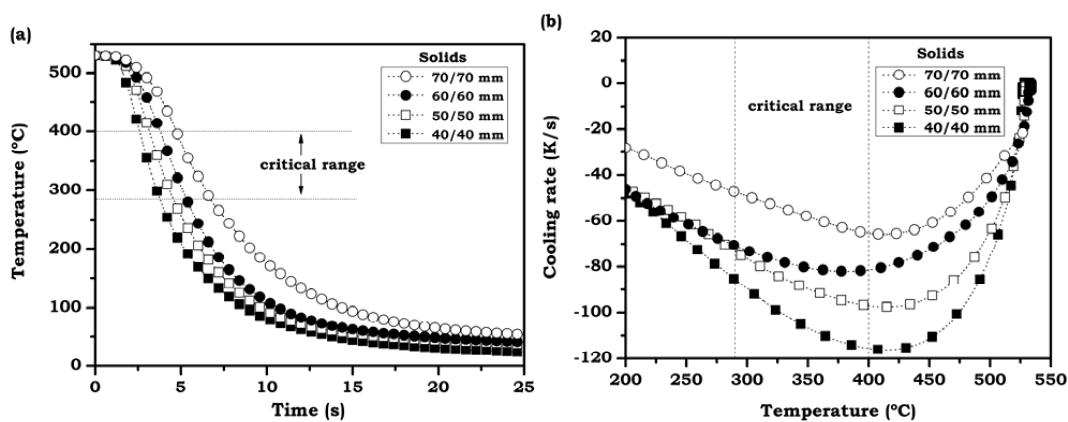 (a)
Temperature (ºC)
500
400
300
200
100
0
Solids
70/70 mm
60/60 mm
50/50 mm
40/40 mm
critical range
0 5 10 15 20 25
Time (s)
(b)
Cooling rate (K/s)
20
0
-20
-40
-60
-80
-100
-120
Solids
70/70 mm
60/60 mm
50/50 mm
40/40 mm
critical range
200 250 300 350 400 450 500 550
Temperature (ºC)